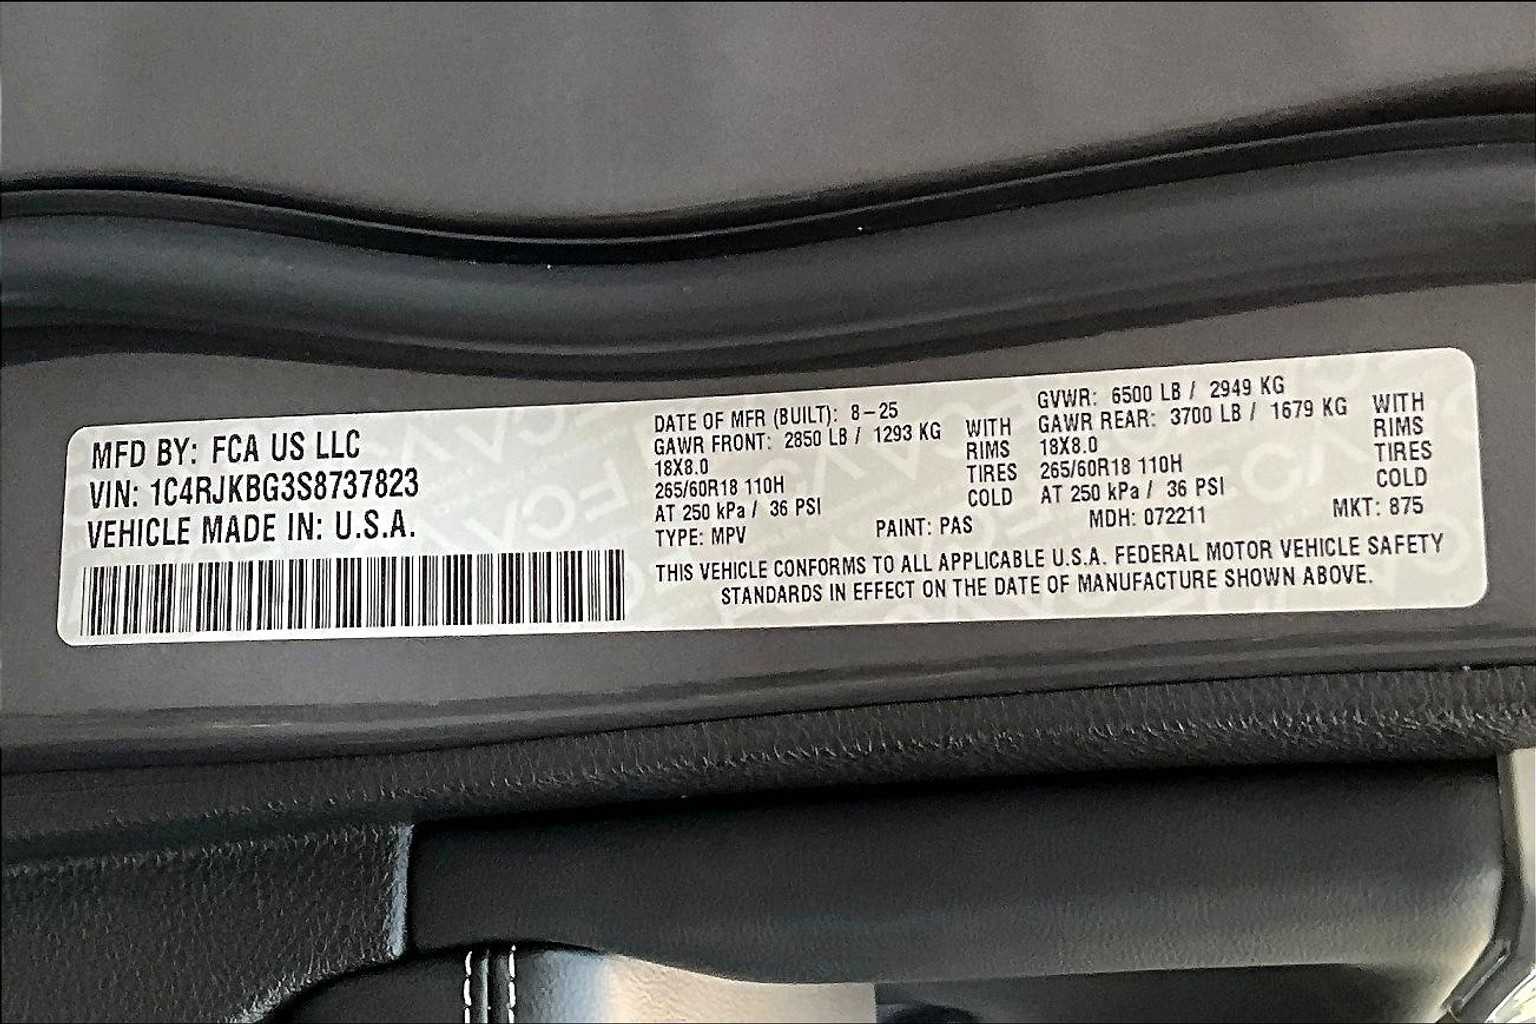 MFD BY: FCA US LLC
VIN: 1C4RJKBG3S8737823
VEHICLE MADE IN: U.S.A.
DATE OF MFR (BUILT): 8-25
GAWR FRONT: 2850 LB / 1293 KG WITH
18X8.0 RIMS
265/60R18 110H TIRES
AT 250 kPa / 36 PSI COLD
GVWR: 6500 LB / 2949 KG
GAWR REAR: 3700 LB / 1679 KG WITH
18X8.0 RIMS
265/60R18 110H TIRES
AT 250 kPa / 36 PSI COLD
TYPE: MPV PAINT: PAS MDH: 072211 MKT: 875
THIS VEHICLE CONFORMS TO ALL APPLICABLE U.S.A. FEDERAL MOTOR VEHICLE SAFETY
STANDARDS IN EFFECT ON THE DATE OF MANUFACTURE SHOWN ABOVE.